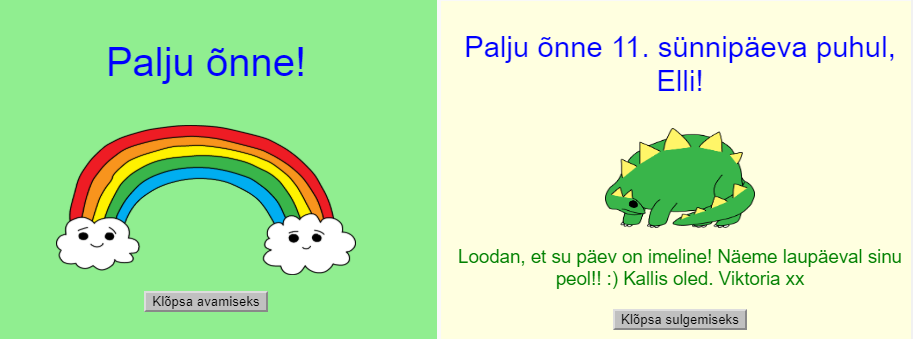 Palju õnne!
Klõpsa avamiseks
Palju õnne 11. sünnipäeva puhul,
Elli!
Loodan, et su päev on imeline! Näeme laupäeval sinu
peol!! :) Kallis oled. Viktoria xx
Klõpsa sulgemiseks